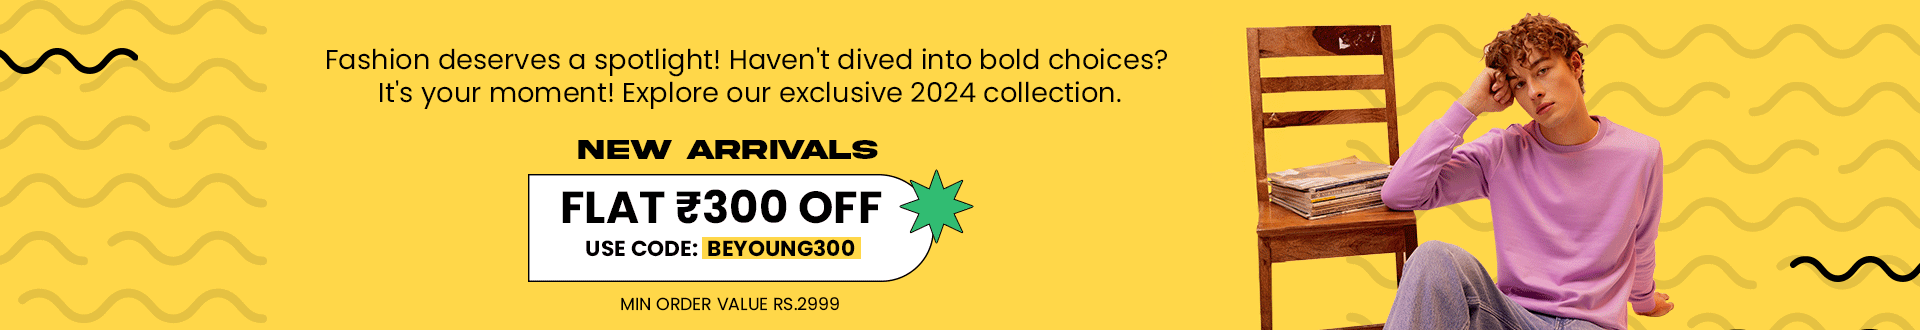 Fashion deserves a spotlight! Haven't dived into bold choices?
It's your moment! Explore our exclusive 2024 collection.
NEW ARRIVALS
FLAT ₹300 OFF
USE CODE: BEYOUNG300
MIN ORDER VALUE RS.2999